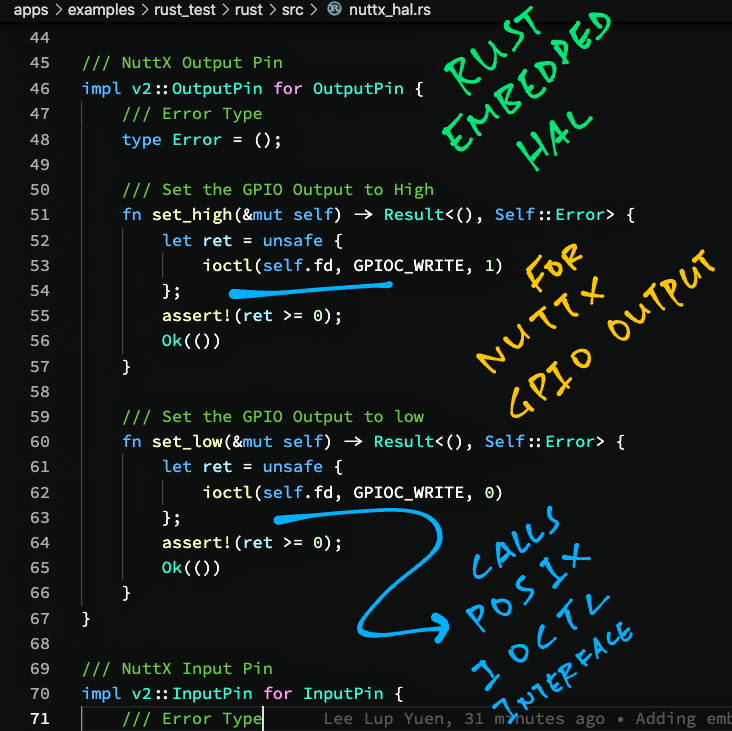 apps > examples > rust_test > rust > src > nuttx_hal.rs
44
45 /// NuttX Output Pin
46 impl v2::OutputPin for OutputPin {
47 /// Error Type
48 type Error = ();
49
50 /// Set the GPIO Output to High
51 fn set_high(&mut self) -> Result<(), Self::Error> {
52 let ret = unsafe {
53 ioctl(self.fd, GPIOC_WRITE, 1)
54 };
55 assert!(ret >= 0);
56 Ok(())
57 }
58
59 /// Set the GPIO Output to low
60 fn set_low(&mut self) -> Result<(), Self::Error> {
61 let ret = unsafe {
62 ioctl(self.fd, GPIOC_WRITE, 0)
63 };
64 assert!(ret >= 0);
65 Ok(())
66 }
67 }
68
69 /// NuttX Input Pin
70 impl v2::InputPin for InputPin {
71 /// Error Type Lee Lup Yuen, 31 minutes ago • Adding emb
RUST
EMBEDDED
HAL
FOR
NUTTX
GPIO OUTPUT
CALLS
POSIX
IOCTL
INTERFACE